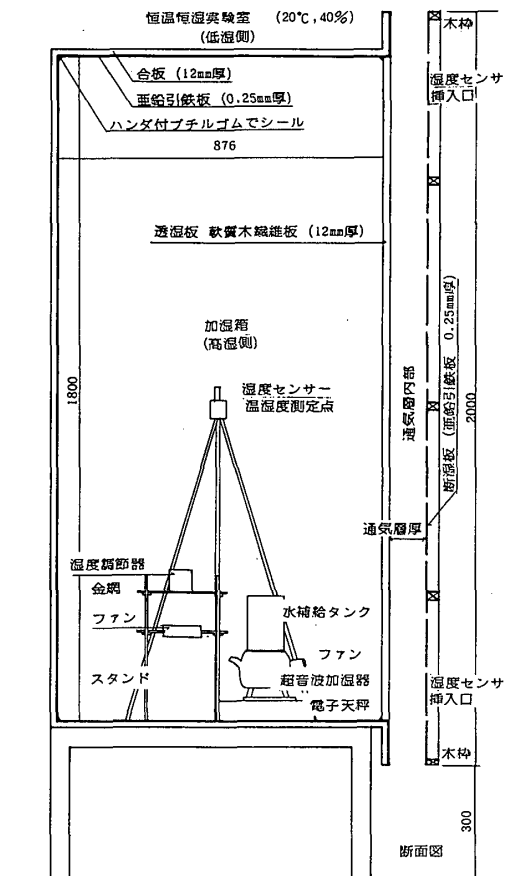 恒温恒湿実験室 (20℃,40%)
(低湿側)
木枠
合板 (12mm厚)
湿度センサ
挿入口
亜鉛引鉄板 (0.25mm厚)
ハンダ付ブチルゴムでシール
876
透湿板 軟質木繊維板 (12mm厚)
加湿箱
(高湿側)
湿度センサー
温湿度測定点
1800
通気層内部
断湿板 (亜鉛引鉄板 0.25mm厚)
2000
通気層厚
湿度調節器
金網
ファン
水補給タンク
ファン
スタンド
超音波加湿器
電子天秤
湿度センサ
挿入口
木枠
300
断面図